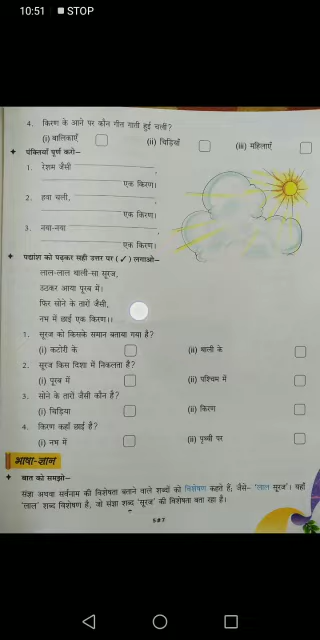 10:51 STOP
4. किरण के आने पर कौन गीत गाती हुई चली?
(i) बालिकाएँ (ii) चिड़ियाँ (iii) महिलाएँ
पंक्तियाँ पूर्ण करो–
1. रेशम जैसी ,
एक किरण।
2. हवा चली, ,
एक किरण।
3. नया-नया ,
एक किरण।
पद्यांश को पढ़कर सही उत्तर पर (✓) लगाओ–
लाल-लाल थाली-सा सूरज,
उठकर आया पूरब में।
फिर सोने के तारों जैसी,
नभ में छाई एक किरण।।
1. सूरज को किसके समान बताया गया है?
(i) कटोरी के (ii) थाली के
2. सूरज किस दिशा में निकलता है?
(i) पूरब में (ii) पश्चिम में
3. सोने के तारों जैसी कौन है?
(i) चिड़िया (ii) किरण
4. किरण कहाँ छाई है?
(i) नभ में (ii) पृथ्वी पर
भाषा-ज्ञान
बात को समझो–
संज्ञा अथवा सर्वनाम की विशेषता बताने वाले शब्दों को विशेषण कहते हैं; जैसे– 'लाल सूरज'। यहाँ
'लाल' शब्द विशेषण है, जो संज्ञा शब्द 'सूरज' की विशेषता बता रहा है।